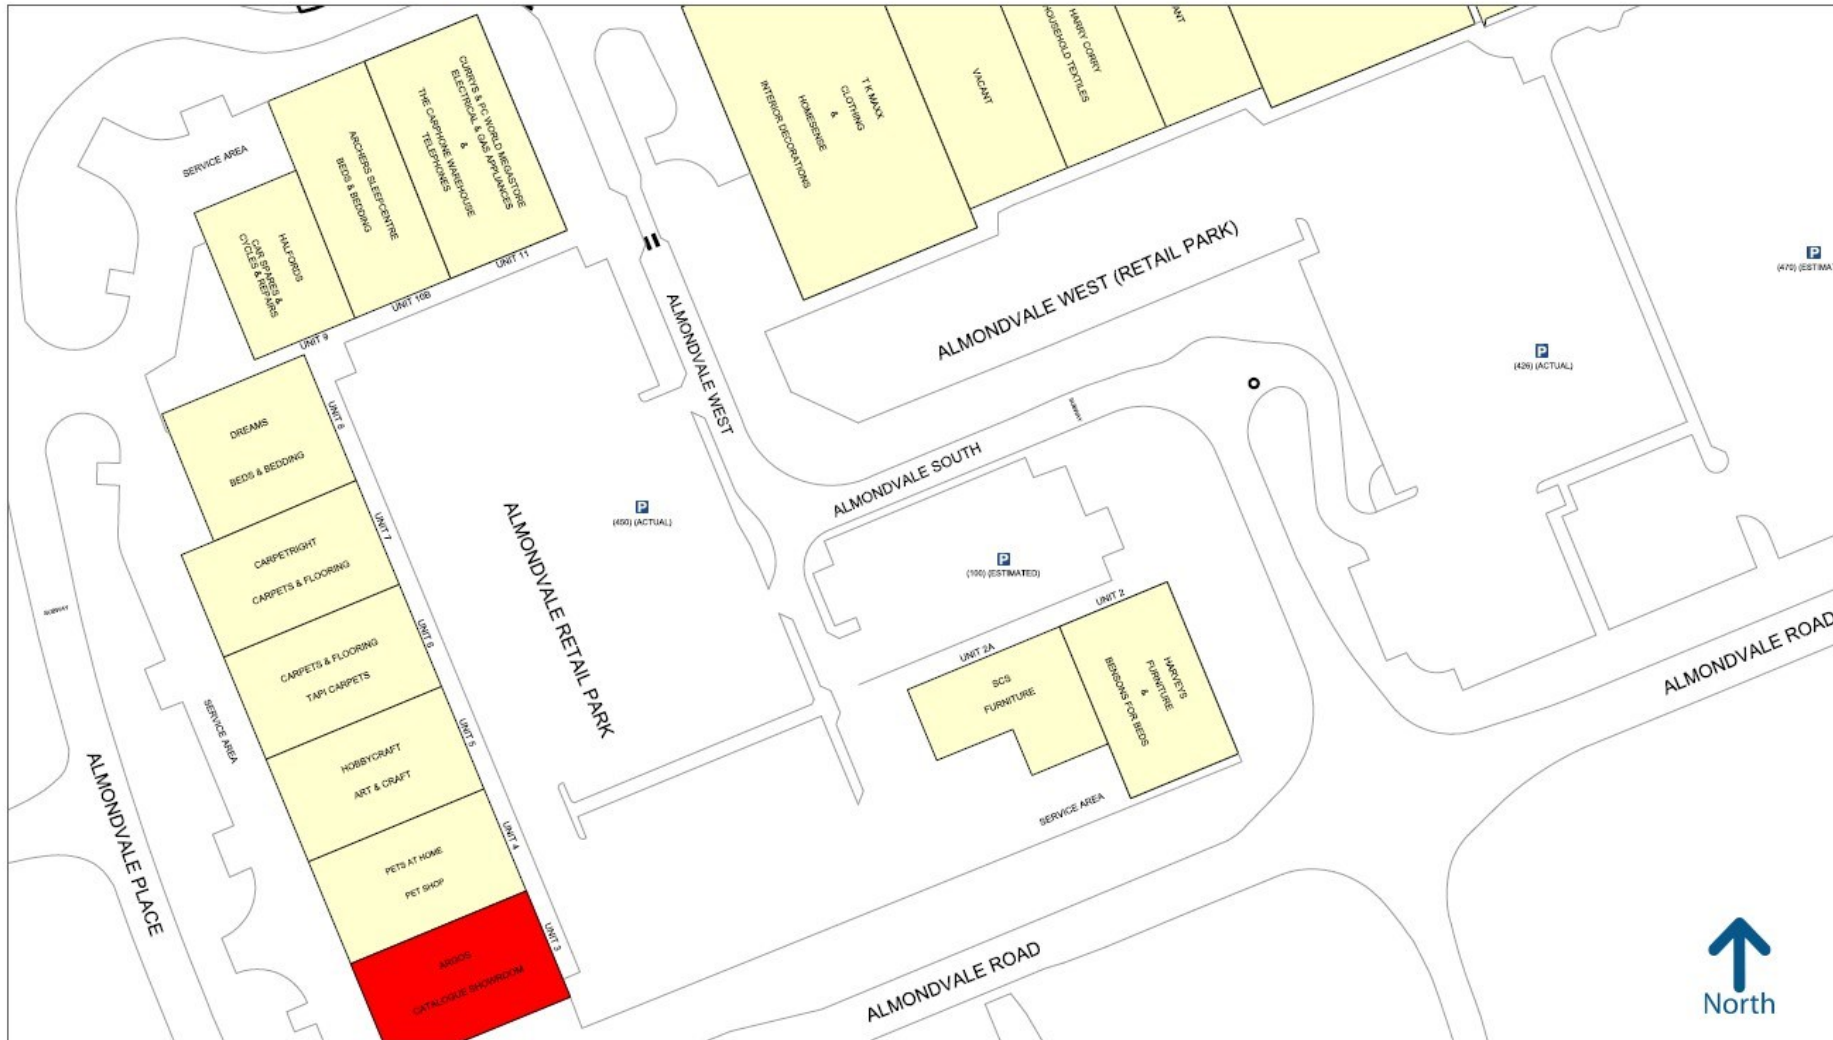 CURRYS & PC WORLD MEGASTORE
ELECTRICAL & GAS APPLIANCES
&
THE CARPHONE WAREHOUSE
TELEPHONES
ARCHERS SLEEPCENTRE
BEDS & BEDDING
SERVICE AREA
HALFORDS
CAR SPARES &
CYCLES & REPAIRS
UNIT 11
UNIT 10B
UNIT 9
T K MAXX
CLOTHING
&
HOMESENSE
INTERIOR DECORATIONS
VACANT
HARRY CORRY
HOUSEHOLD TEXTILES
ANT
ALMONDVALE WEST (RETAIL PARK)
P
(470) (ESTIMA
P
(426) (ACTUAL)
ALMONDVALE WEST
ALMONDVALE SOUTH
SUBWAY
DREAMS
BEDS & BEDDING
UNIT 8
CARPETRIGHT
CARPETS & FLOORING
UNIT 7
CARPETS & FLOORING
TAPI CARPETS
UNIT 6
HOBBYCRAFT
ART & CRAFT
UNIT 5
PETS AT HOME
PET SHOP
UNIT 4
ARGOS
CATALOGUE SHOWROOM
UNIT 3
SUBWAY
SERVICE AREA
ALMONDVALE PLACE
ALMONDVALE RETAIL PARK
P
(450) (ACTUAL)
P
(100) (ESTIMATED)
UNIT 2
UNIT 2A
SCS
FURNITURE
HARVEYS
FURNITURE
&
BENSONS FOR BEDS
SERVICE AREA
ALMONDVALE ROAD
ALMONDVALE ROAD
North